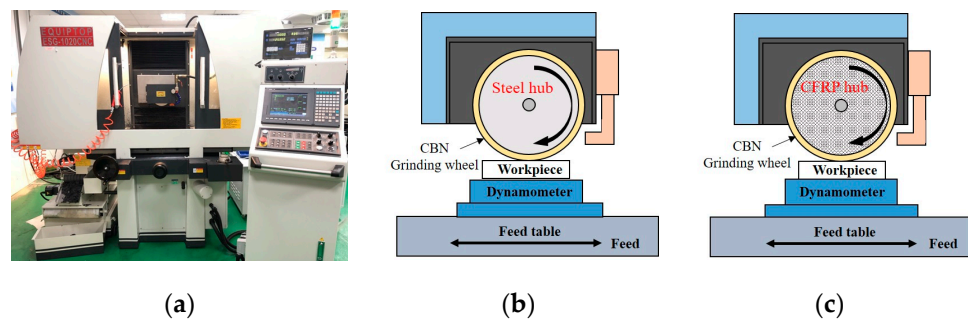 EQUIPTOP
ESG-1020CNC
Steel hub
CBN
Grinding wheel
Workpiece
Dynamometer
Feed table
Feed
CFRP hub
CBN
Grinding wheel
Workpiece
Dynamometer
Feed table
Feed
(a)
(b)
(c)